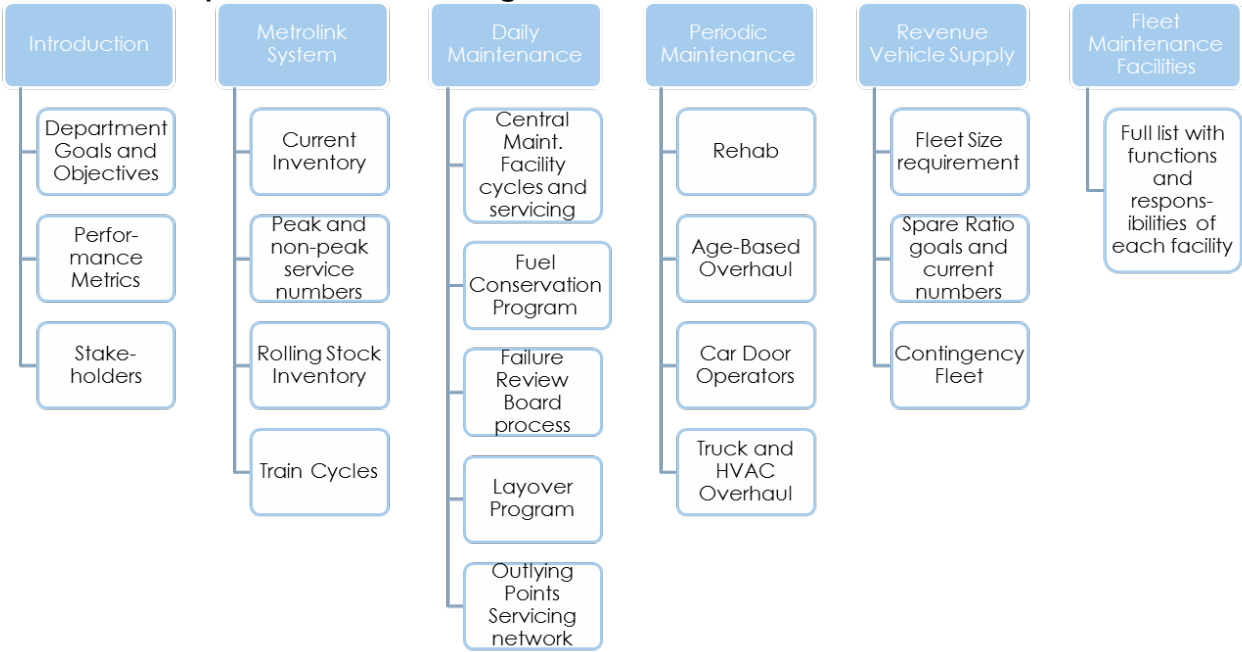 Introduction
Department
Goals and
Objectives
Perfor-
mance
Metrics
Stake-
holders
Metrolink
System
Current
Inventory
Peak and
non-peak
service
numbers
Rolling Stock
Inventory
Train Cycles
Daily
Maintenance
Central
Maint.
Facility
cycles and
servicing
Fuel
Conservation
Program
Failure
Review
Board
process
Layover
Program
Outlying
Points
Servicing
network
Periodic
Maintenance
Rehab
Age-Based
Overhaul
Car Door
Operators
Truck and
HVAC
Overhaul
Revenue
Vehicle Supply
Fleet Size
requirement
Spare Ratio
goals and
current
numbers
Contingency
Fleet
Fleet
Maintenance
Facilities
Full list with
functions
and
respons-
ibilities of
each facility